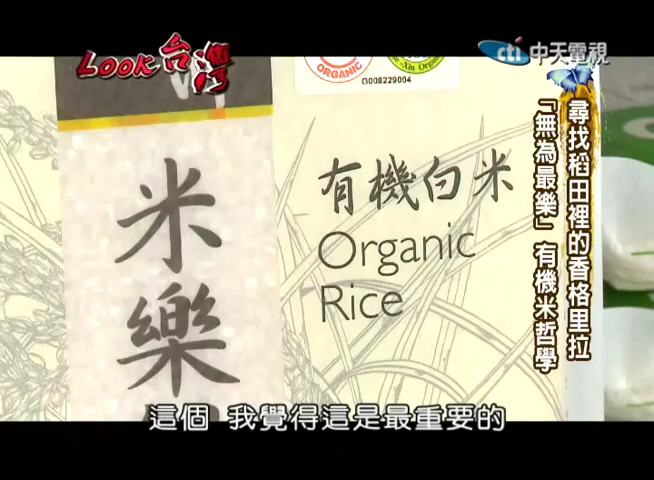 Look台灣
cti 中天電視
ORGANIC
G008229004
有機白米
Organic
Rice
米樂
尋找稻田裡的香格里拉
「無為最樂」有機米哲學
這個 我覺得這是最重要的